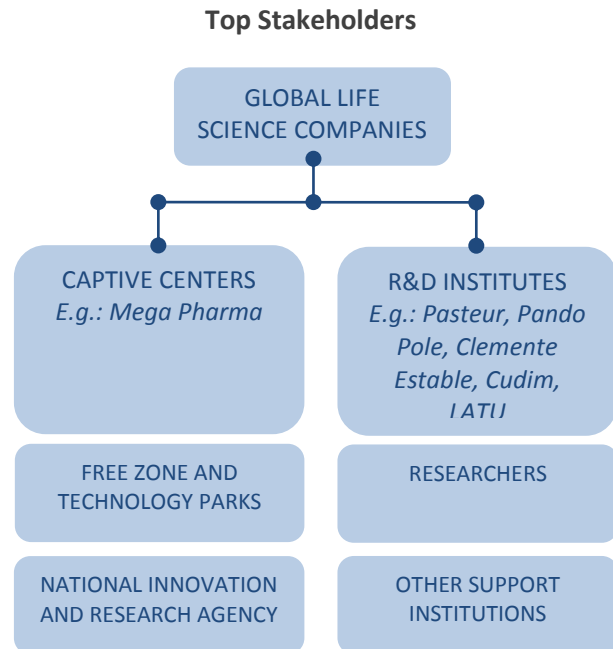 Top Stakeholders
GLOBAL LIFE
SCIENCE COMPANIES
CAPTIVE CENTERS
E.g.: Mega Pharma
R&D INSTITUTES
E.g.: Pasteur, Pando
Pole, Clemente
Estable, Cudim,
FREE ZONE AND
TECHNOLOGY PARKS
RESEARCHERS
NATIONAL INNOVATION
AND RESEARCH AGENCY
OTHER SUPPORT
INSTITUTIONS